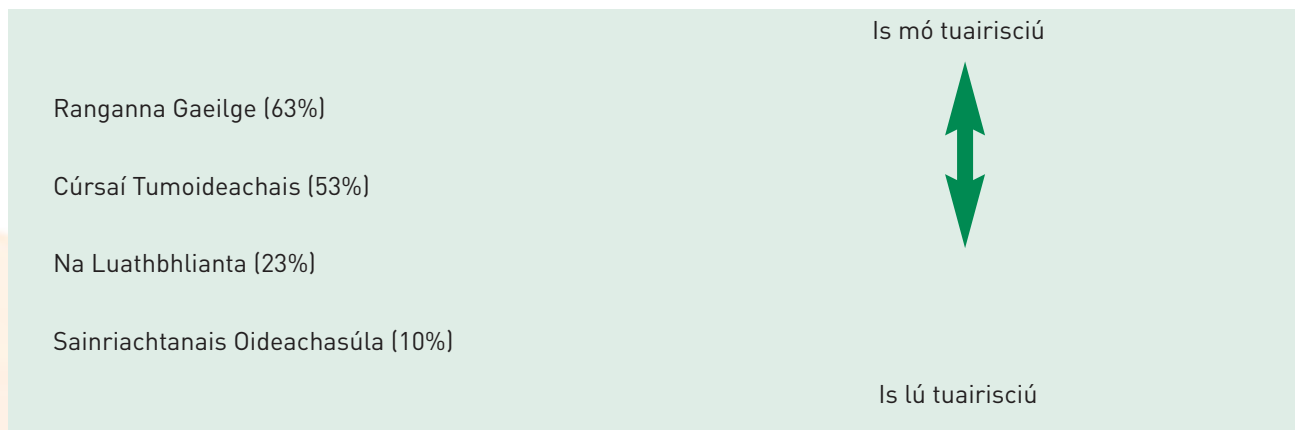 Is mó tuairisciú
Ranganna Gaeilge (63%)
Cúrsaí Tumoideachais (53%)
Na Luathbhlianta (23%)
Sainriachtanais Oideachasúla (10%)
Is lú tuairisciú